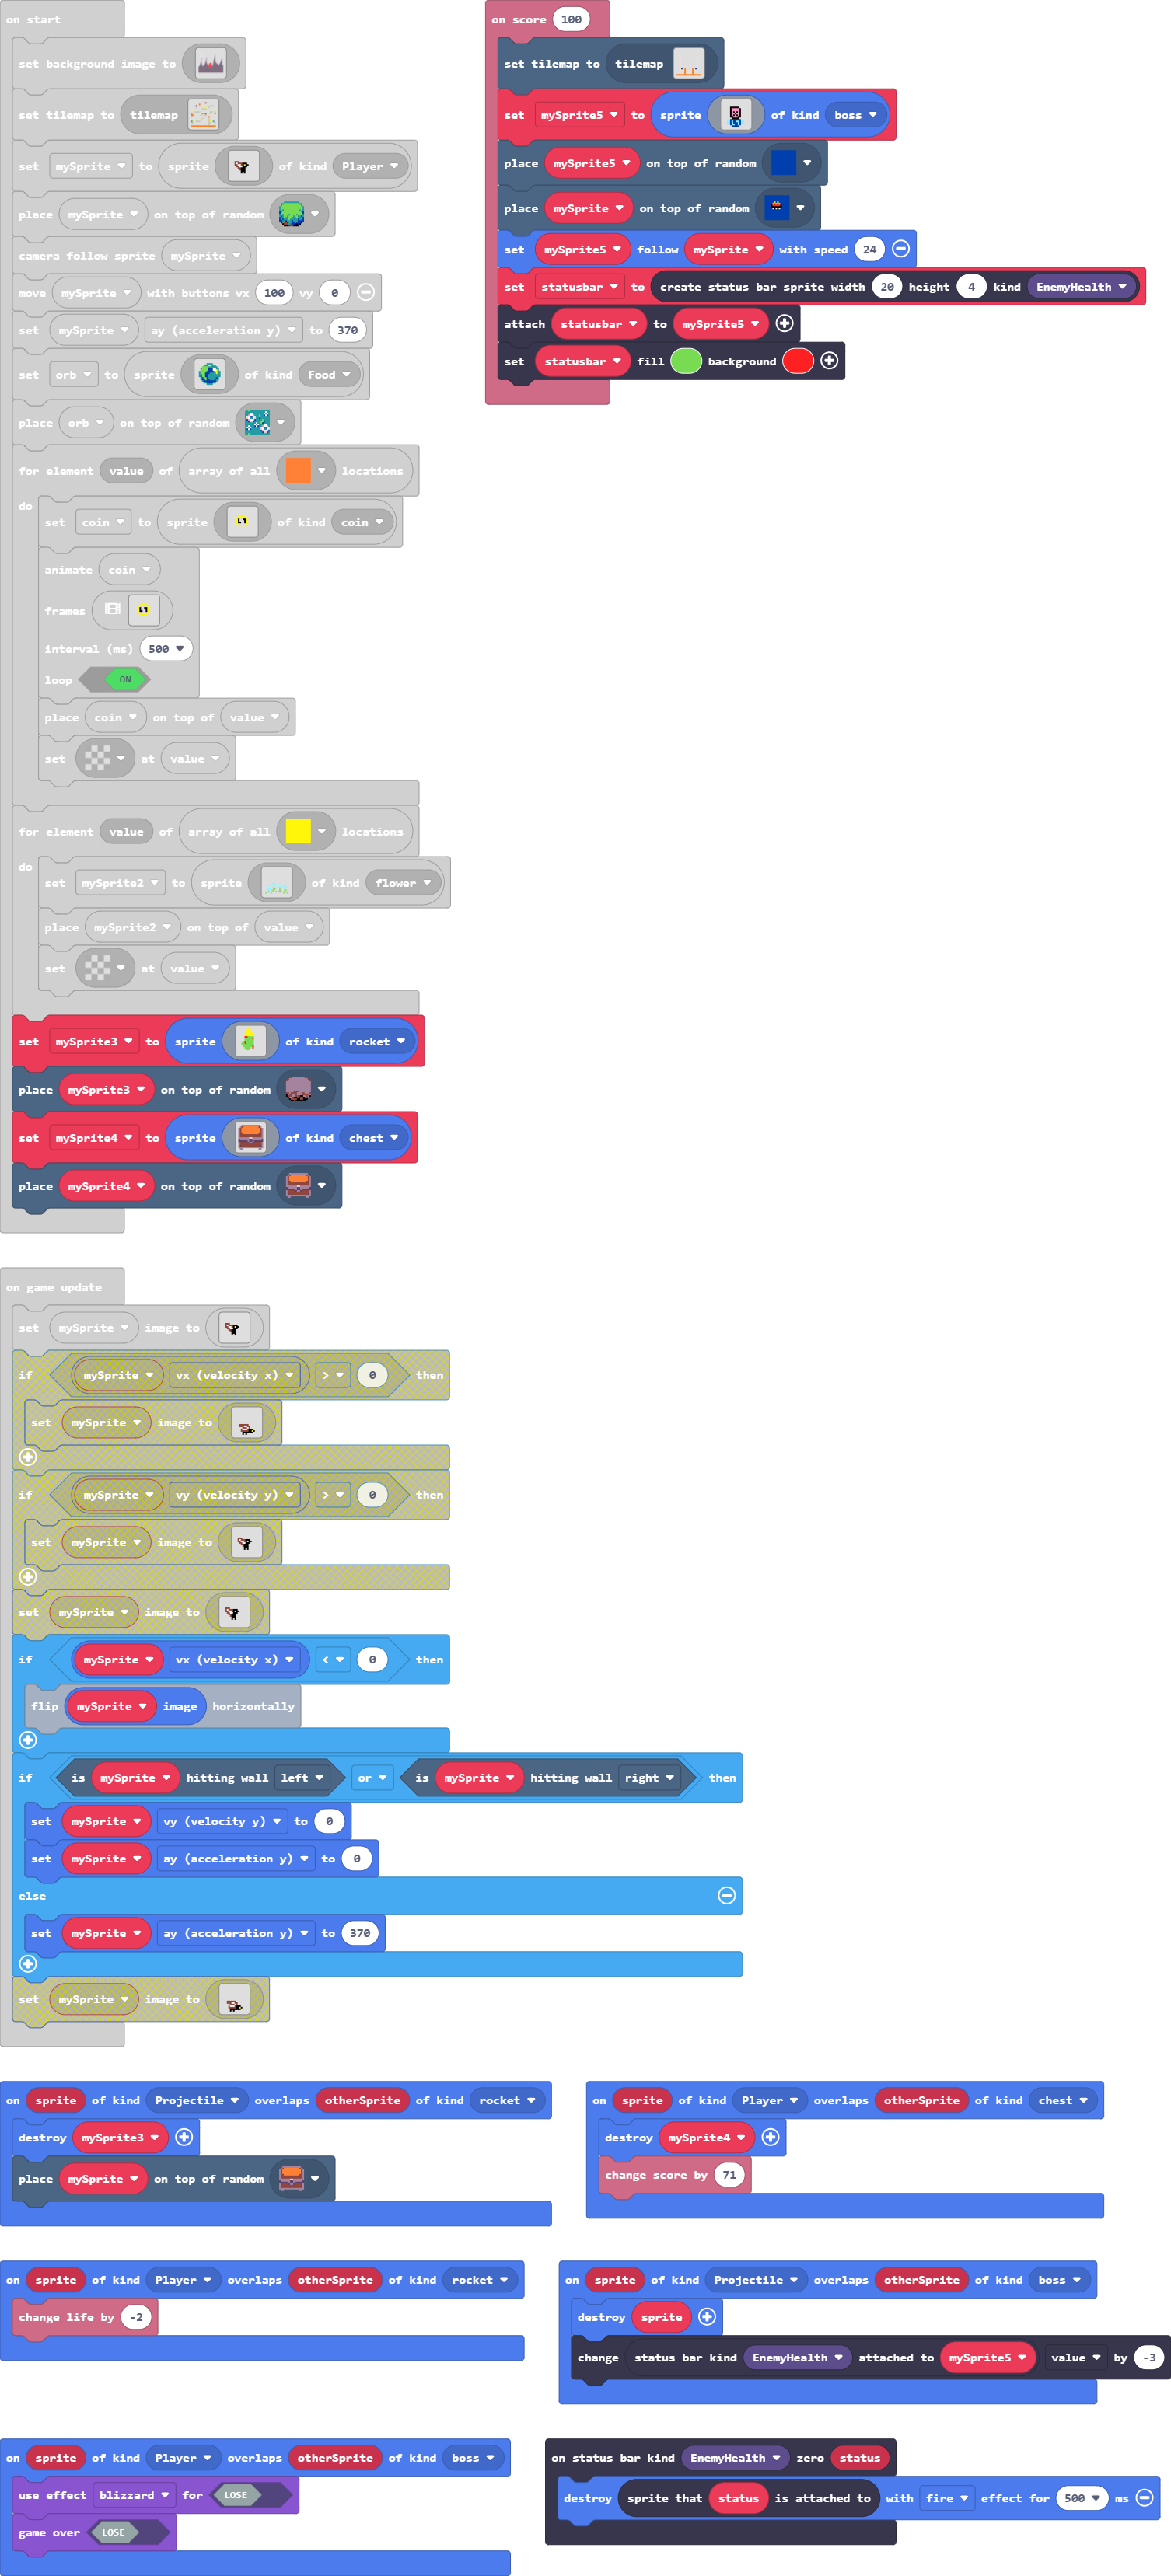 on start
set background image to
set tilemap to tilemap
set mySprite to sprite of kind Player
place mySprite on top of random
camera follow sprite mySprite
move mySprite with buttons vx 100 vy 0
set mySprite ay (acceleration y) to 370
set orb to sprite of kind Food
place orb on top of random
for element value of array of all locations
do
set coin to sprite of kind coin
animate coin
frames
interval (ms) 500
loop ON
place coin on top of value
set at value
for element value of array of all locations
do
set mySprite2 to sprite of kind flower
place mySprite2 on top of value
set at value
set mySprite3 to sprite of kind rocket
place mySprite3 on top of random
set mySprite4 to sprite of kind chest
place mySprite4 on top of random
on score 100
set tilemap to tilemap
set mySprite5 to sprite of kind boss
place mySprite5 on top of random
place mySprite on top of random
set mySprite5 follow mySprite with speed 24
set statusbar to create status bar sprite width 20 height 4 kind EnemyHealth
attach statusbar to mySprite5
set statusbar fill background
on game update
set mySprite image to
if mySprite vx (velocity x) > 0 then
set mySprite image to
if mySprite vy (velocity y) > 0 then
set mySprite image to
set mySprite image to
if mySprite vx (velocity x) < 0 then
flip mySprite image horizontally
if is mySprite hitting wall left or is mySprite hitting wall right then
set mySprite vy (velocity y) to 0
set mySprite ay (acceleration y) to 0
else
set mySprite ay (acceleration y) to 370
set mySprite image to
on sprite of kind Projectile overlaps otherSprite of kind rocket
destroy mySprite3
place mySprite on top of random
on sprite of kind Player overlaps otherSprite of kind chest
destroy mySprite4
change score by 71
on sprite of kind Player overlaps otherSprite of kind rocket
change life by -2
on sprite of kind Projectile overlaps otherSprite of kind boss
destroy sprite
change status bar kind EnemyHealth attached to mySprite5 value by -3
on sprite of kind Player overlaps otherSprite of kind boss
use effect blizzard for LOSE
game over LOSE
on status bar kind EnemyHealth zero status
destroy sprite that status is attached to with fire effect for 500 ms